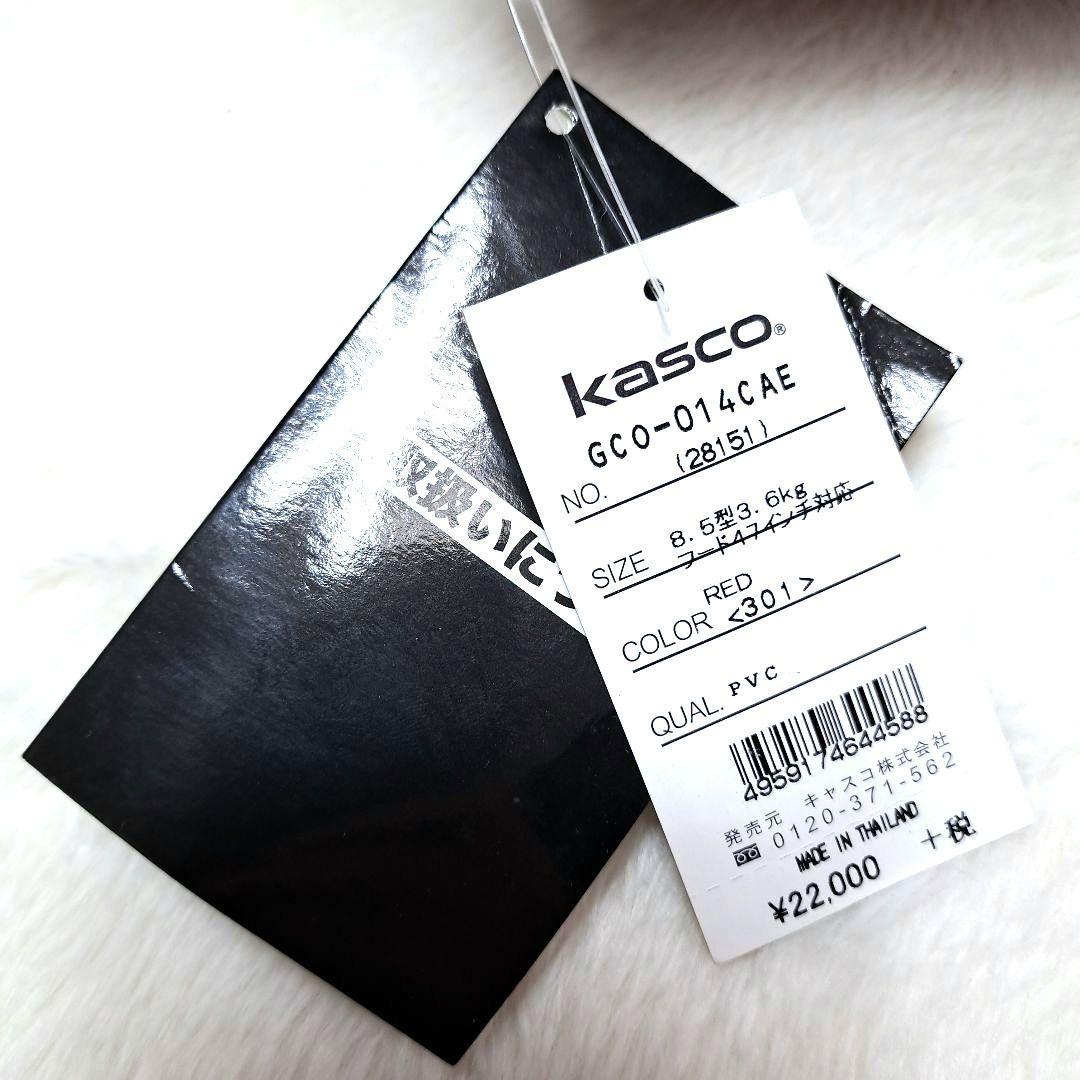 取扱いに
kasco®
GCO-014CAE
(28151)
NO.
8.5型3.6kg
SIZE フード47インチ対応
RED
COLOR <301>
QUAL. PVC
4959174644588
発売元 キャスコ株式会社
0120-371-562
MADE IN THAILAND
¥22,000 +税